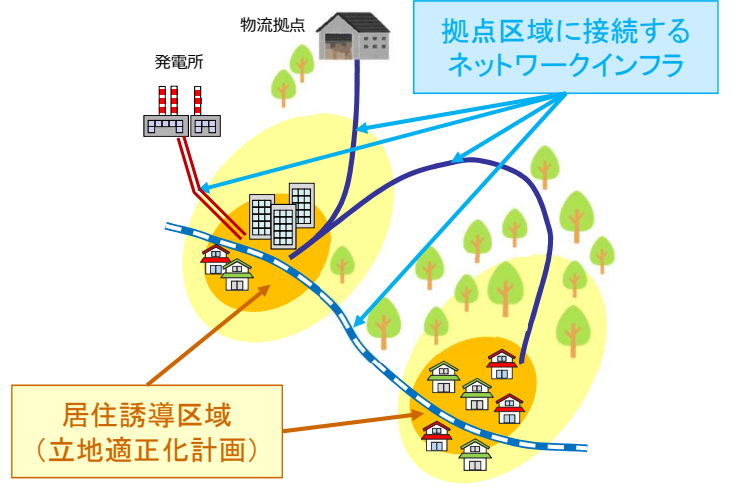 物流拠点
発電所
拠点区域に接続する
ネットワークインフラ
居住誘導区域
（立地適正化計画）